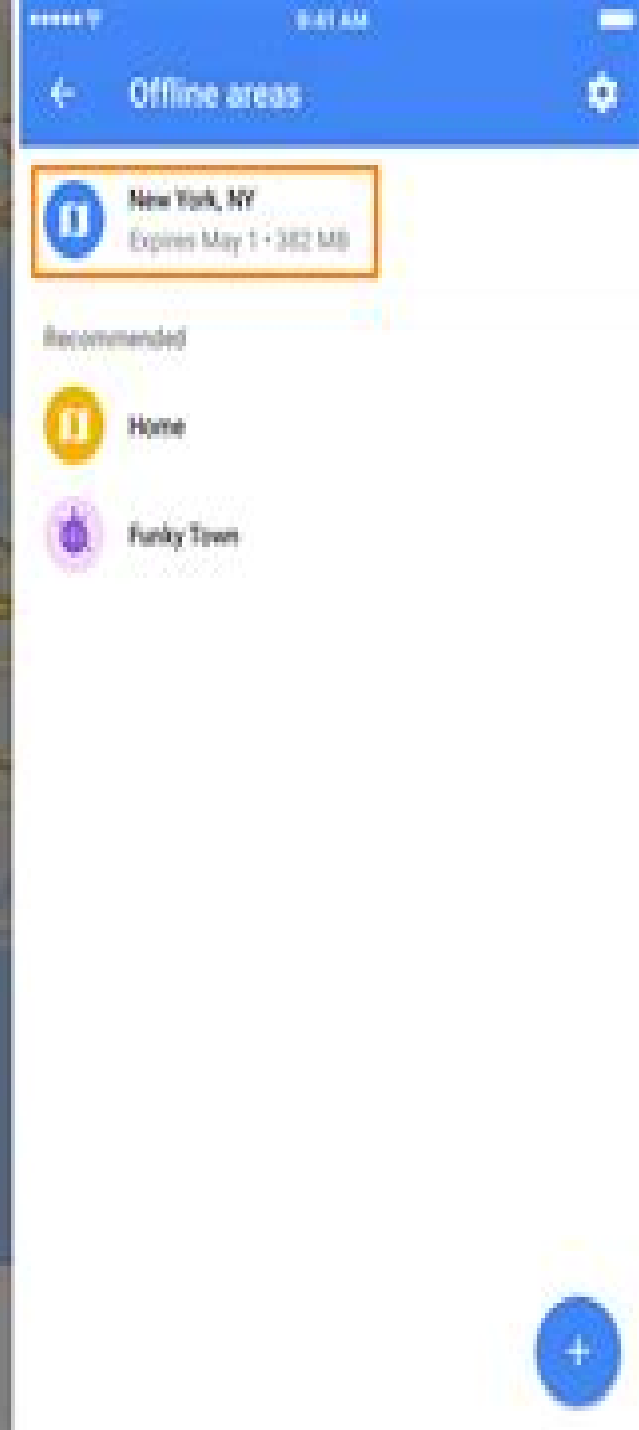 9:41 AM
Offline areas
New York, NY
Expires May 1 • 382 MB
Recommended
Home
Funky Town
+